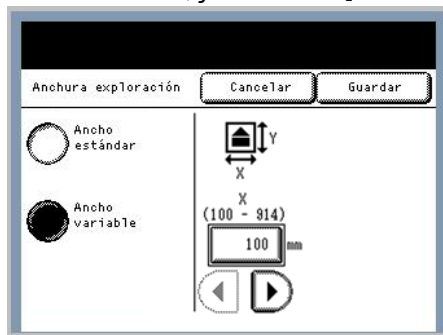 Anchura exploración Cancelar Guardar
Ancho
estándar
Y
X
Ancho
variable
X
(100 - 914)
100 mm